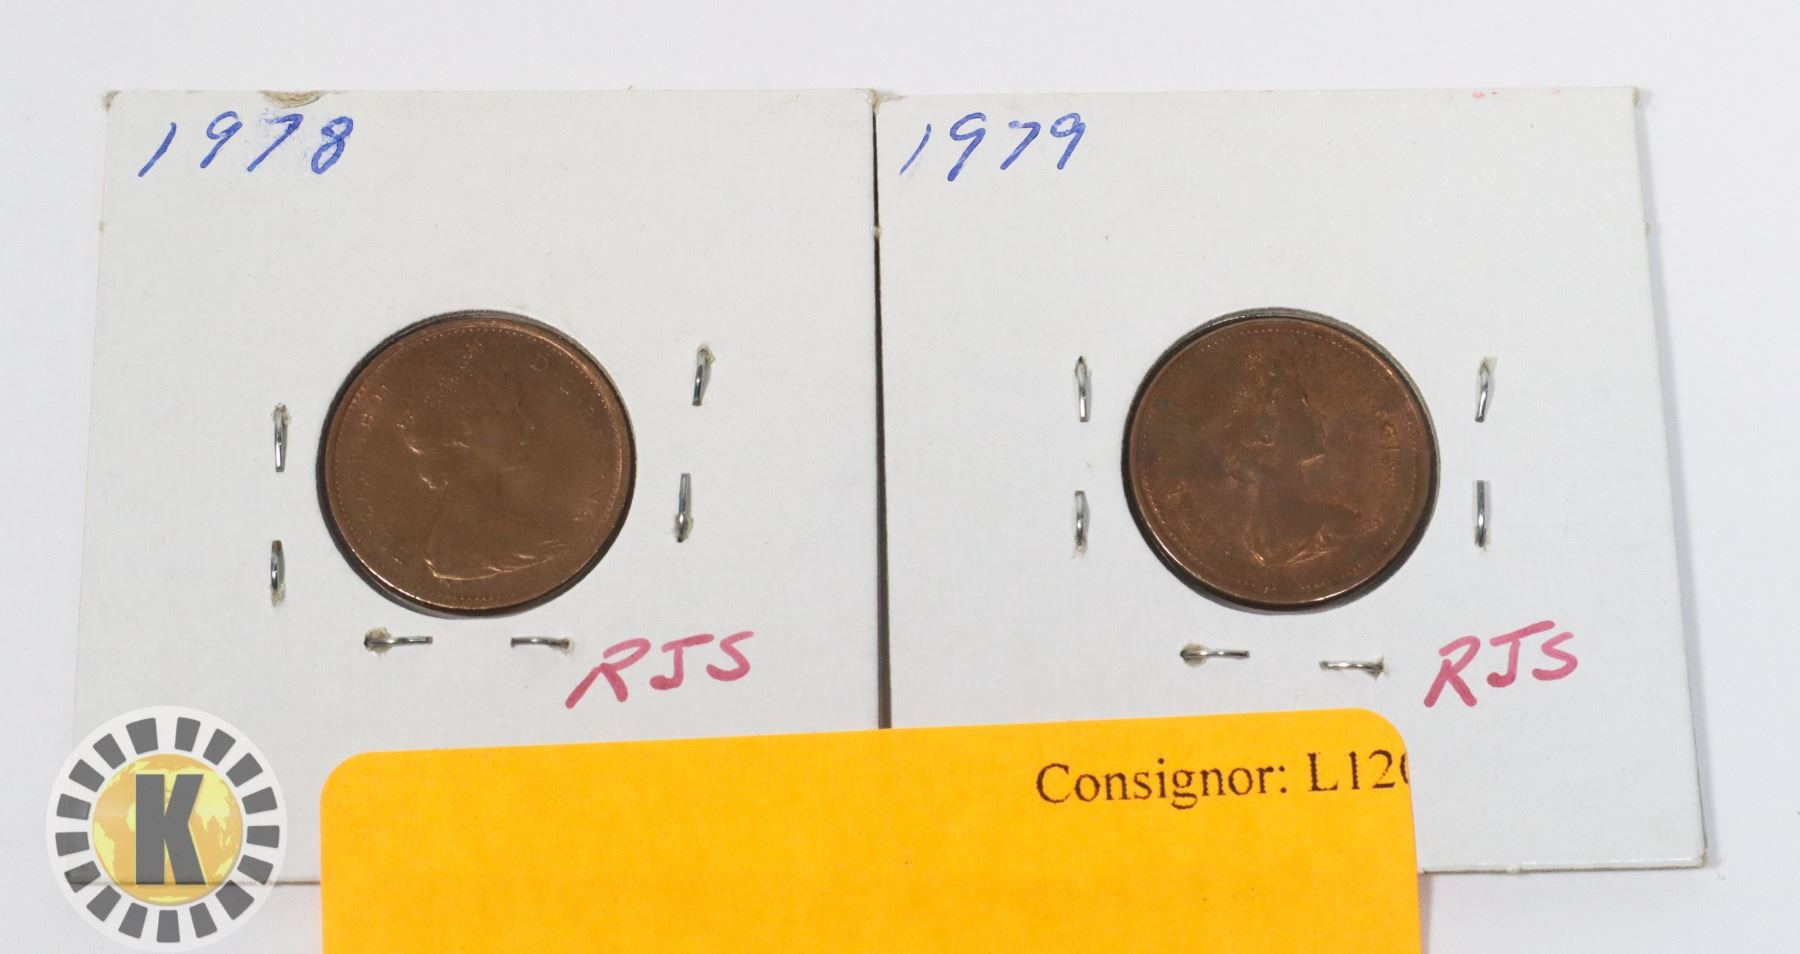 1978
1979
RJS
RJS
Consignor: L12
K